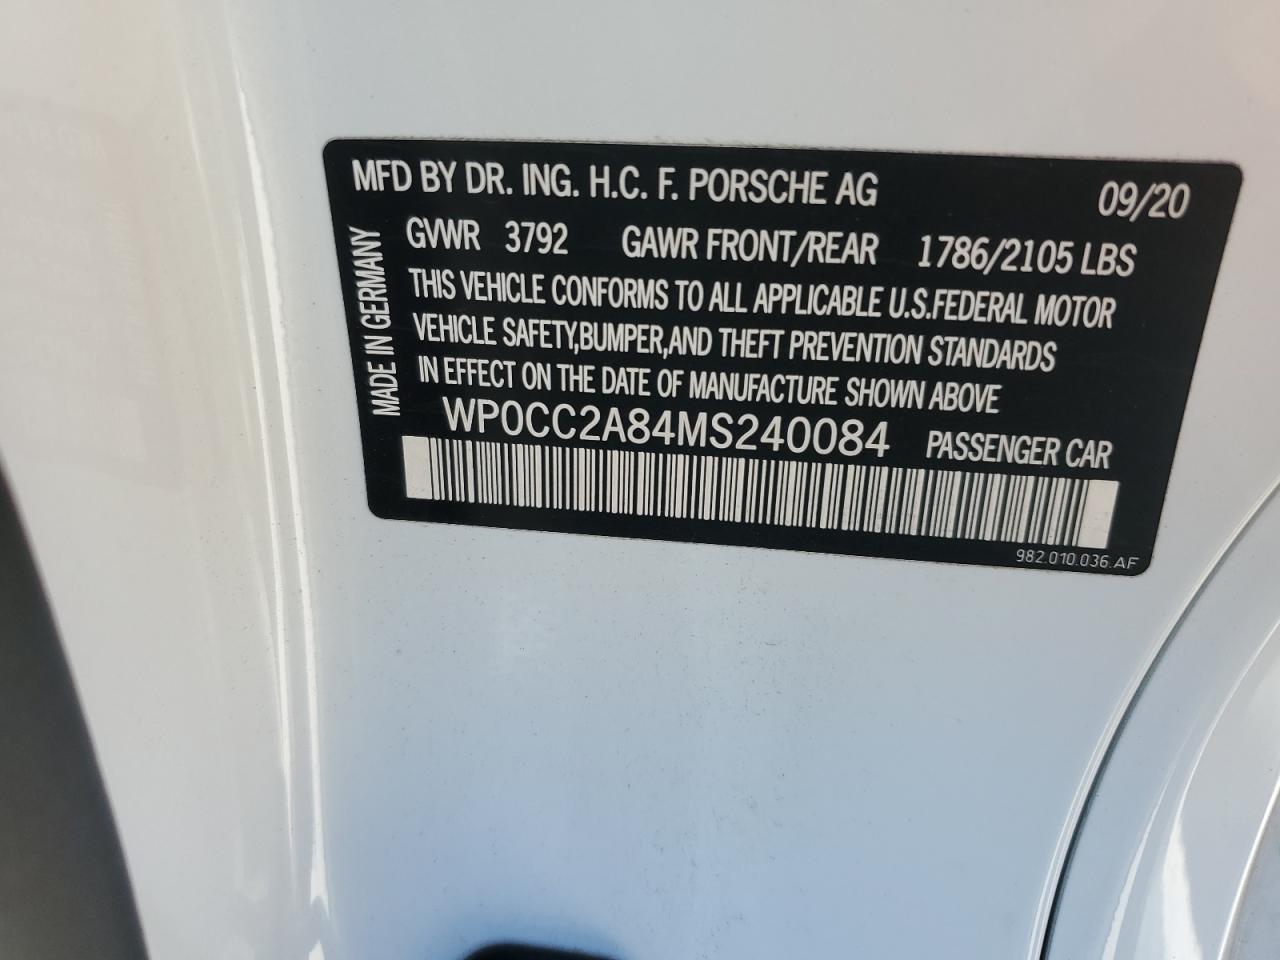 MFD BY DR. ING. H.C. F. PORSCHE AG 09/20
GVWR 3792 GAWR FRONT/REAR 1786/2105 LBS
THIS VEHICLE CONFORMS TO ALL APPLICABLE U.S.FEDERAL MOTOR
VEHICLE SAFETY,BUMPER,AND THEFT PREVENTION STANDARDS
IN EFFECT ON THE DATE OF MANUFACTURE SHOWN ABOVE
MADE IN GERMANY
WP0CC2A84MS240084 PASSENGER CAR
982.010.036.AF